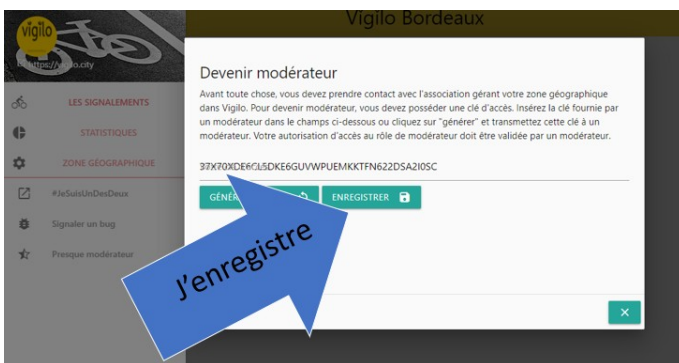 Vigilo Bordeaux
vigilo
https://vigilo.city
LES SIGNALEMENTS
STATISTIQUES
ZONE GÉOGRAPHIQUE
#JeSuisUnDesDeux
Signaler un bug
Presque modérateur
Devenir modérateur
Avant toute chose, vous devez prendre contact avec l'association gérant votre zone géographique
dans Vigilo. Pour devenir modérateur, vous devez posséder une clé d'accès. Insérez la clé fournie par
un modérateur dans le champs ci-dessous ou cliquez sur "générer" et transmettez cette clé à un
modérateur. Votre autorisation d'accès au rôle de modérateur doit être validée par un modérateur.
GÉNÉR
ENREGISTRER
J'enregistre